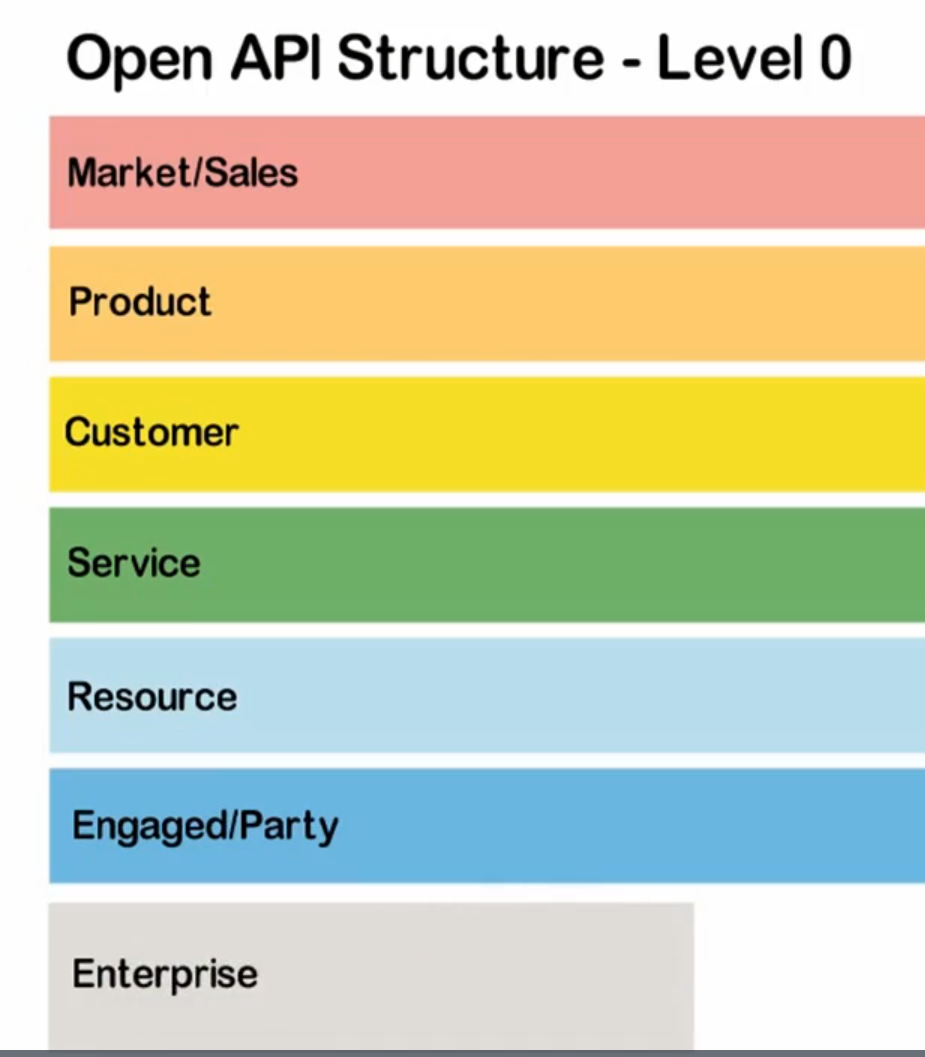 Open API Structure - Level 0
Market/Sales
Product
Customer
Service
Resource
Engaged/Party
Enterprise